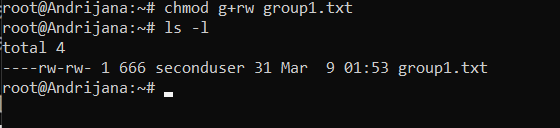 root@Andrijana:~# chmod g+rw group1.txt
root@Andrijana:~# ls -l
total 4
----rw-rw- 1 666 seconduser 31 Mar  9 01:53 group1.txt
root@Andrijana:~#